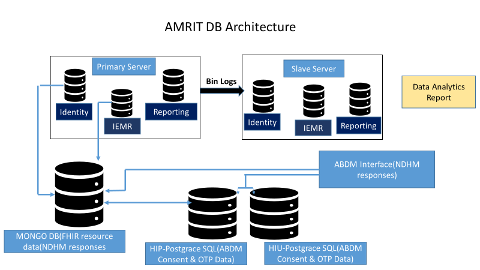 AMRIT DB Architecture
Primary Server
Identity
IEMR
Reporting
Bin Logs
Slave Server
Identity
IEMR
Reporting
Data Analytics
Report
ABDM Interface(NDHM
responses)
MONGO DB(FHIR resource
data(NDHM responses
HIP-Postgrace SQL(ABDM
Consent & OTP Data)
HIU-Postgrace SQL(ABDM
Consent & OTP Data)